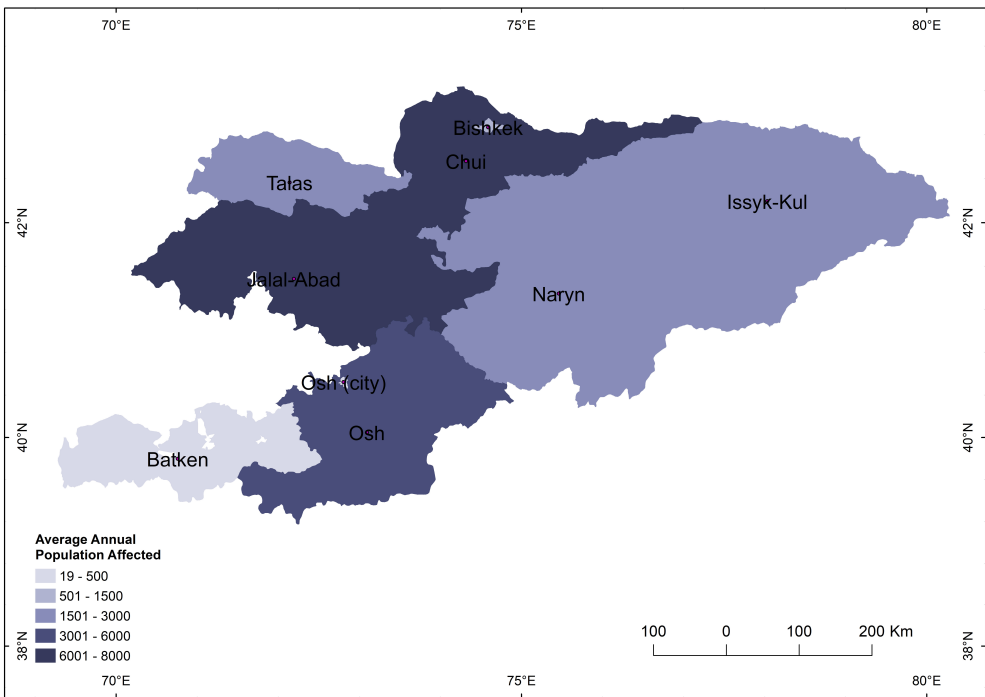 70°E 75°E 80°E
Bishkek
Chui
Talas
Issyk-Kul
42°N 42°N
Jalal-Abad
Naryn
Osh (city)
Osh
40°N 40°N
Batken
Average Annual
Population Affected
19 - 500
501 - 1500
1501 - 3000
3001 - 6000
6001 - 8000
100 0 100 200 Km
38°N 38°N
70°E 75°E 80°E